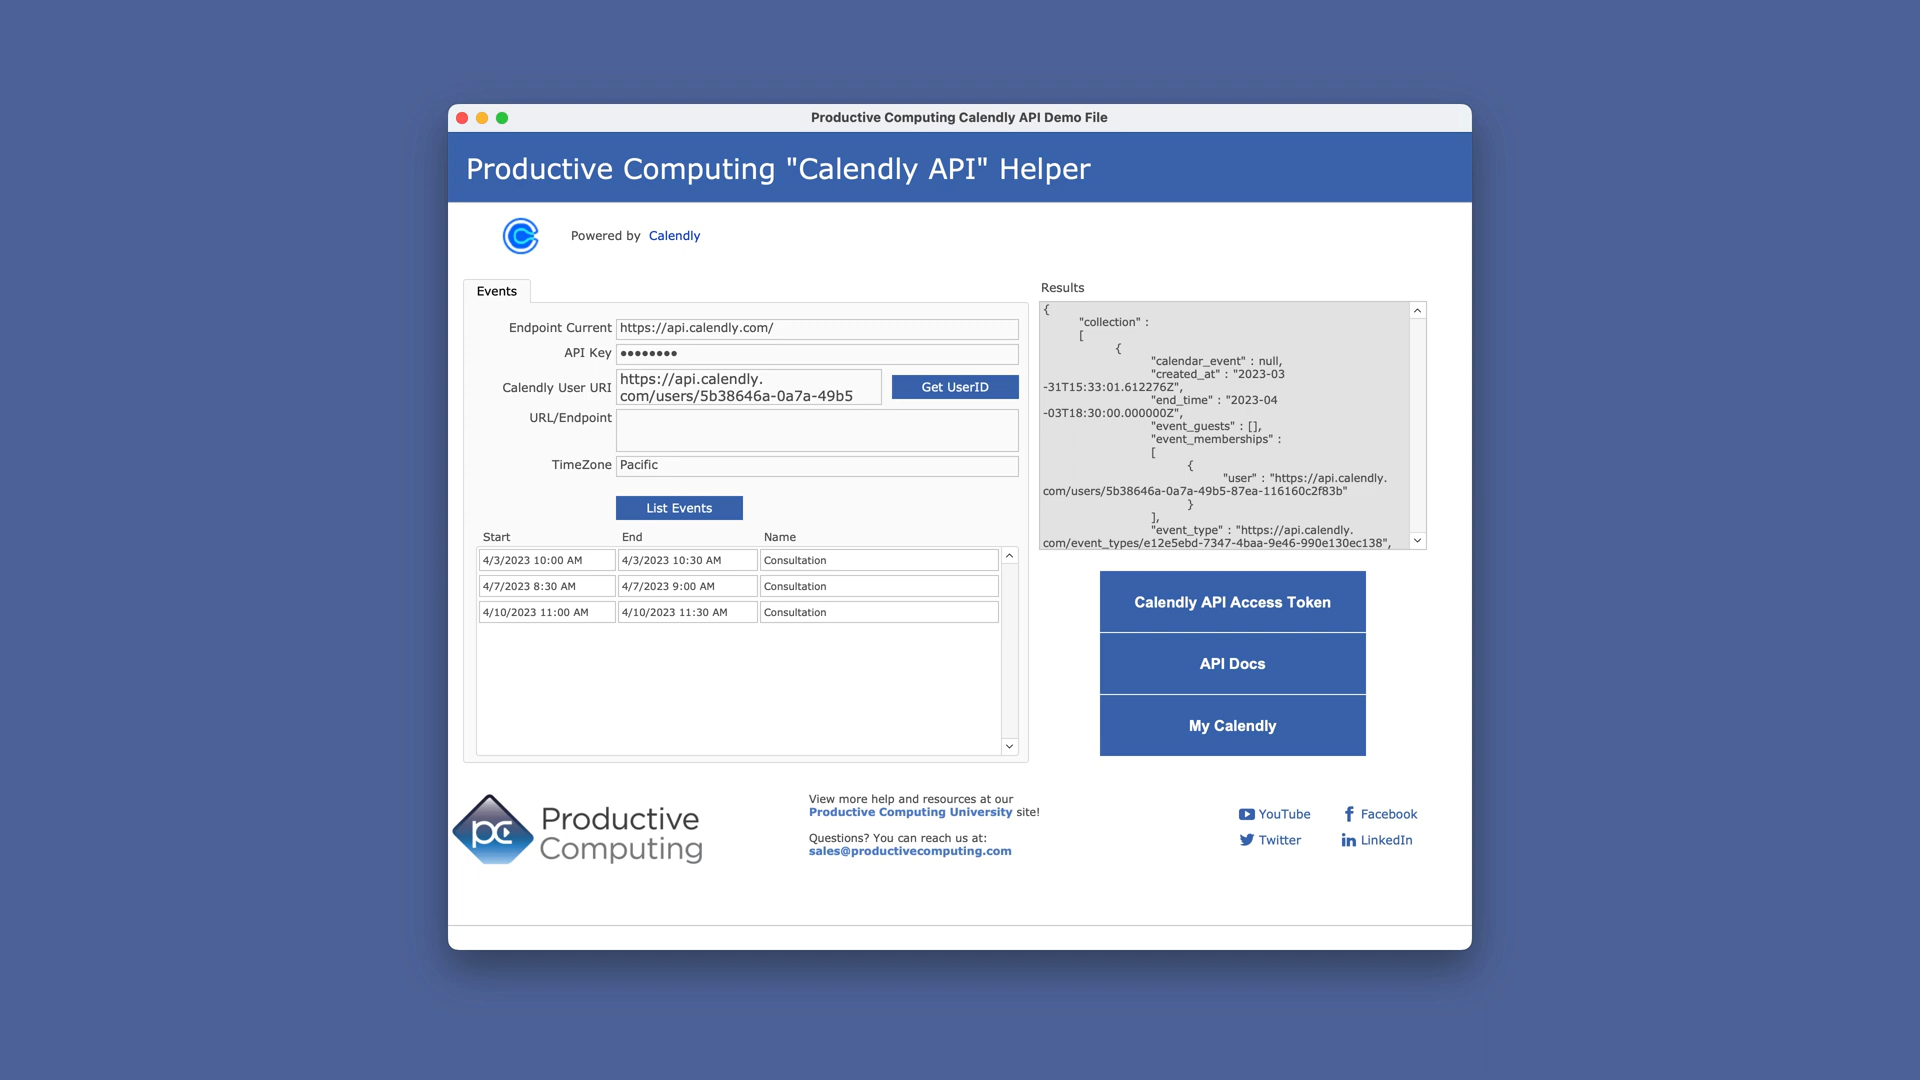 Productive Computing Calendly API Demo File
Productive Computing "Calendly API" Helper
Powered by Calendly
Events
Endpoint Current https://api.calendly.com/
API Key ●●●●●●●●
Calendly User URI https://api.calendly.
com/users/5b38646a-0a7a-49b5
Get UserID
URL/Endpoint
TimeZone Pacific
List Events
Start End Name
4/3/2023 10:00 AM 4/3/2023 10:30 AM Consultation
4/7/2023 8:30 AM 4/7/2023 9:00 AM Consultation
4/10/2023 11:00 AM 4/10/2023 11:30 AM Consultation
Results
{
"collection" :
[
{
"calendar_event" : null,
"created_at" : "2023-03
-31T15:33:01.612276Z",
"end_time" : "2023-04
-03T18:30:00.000000Z",
"event_guests" : [],
"event_memberships" :
[
{
"user" : "https://api.calendly.
com/users/5b38646a-0a7a-49b5-87ea-116160c2f83b"
}
],
"event_type" : "https://api.calendly.
com/event_types/e12e5ebd-7347-4baa-9e46-990e130ec138",
Calendly API Access Token
API Docs
My Calendly
pc
Productive
Computing
View more help and resources at our
Productive Computing University site!
Questions? You can reach us at:
sales@productivecomputing.com
YouTube Facebook
Twitter LinkedIn